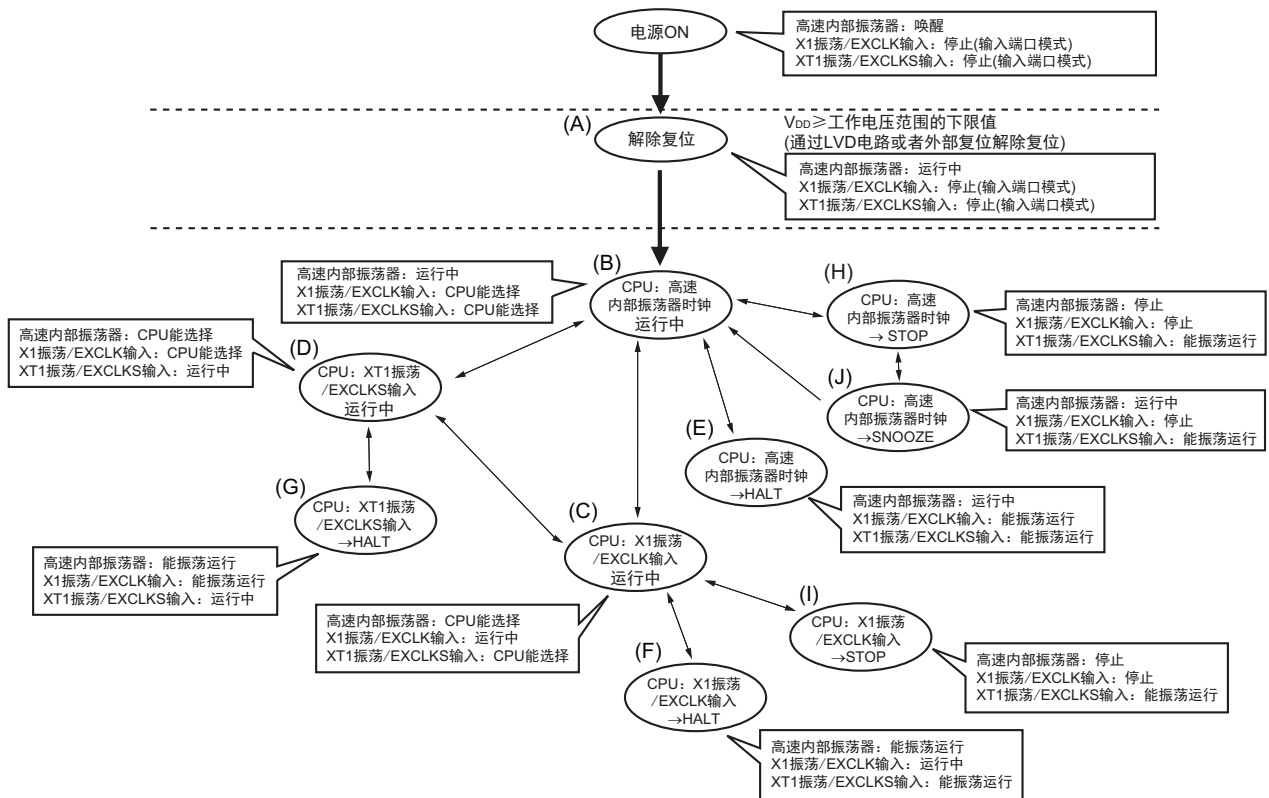 电源ON
高速内部振荡器：唤醒
X1振荡/EXCLK输入：停止(输入端口模式)
XT1振荡/EXCLKS输入：停止(输入端口模式)
(A)
解除复位
VDD≥工作电压范围的下限值
(通过LVD电路或者外部复位解除复位)
高速内部振荡器：运行中
X1振荡/EXCLK输入：停止(输入端口模式)
XT1振荡/EXCLKS输入：停止(输入端口模式)
(B)
CPU：高速
内部振荡器时钟
运行中
高速内部振荡器：运行中
X1振荡/EXCLK输入：CPU能选择
XT1振荡/EXCLKS输入：CPU能选择
(H)
CPU：高速
内部振荡器时钟
→ STOP
高速内部振荡器：停止
X1振荡/EXCLK输入：停止
XT1振荡/EXCLKS输入：能振荡运行
高速内部振荡器：CPU能选择
X1振荡/EXCLK输入：CPU能选择
XT1振荡/EXCLKS输入：运行中
(D)
CPU：XT1振荡
/EXCLKS输入
运行中
(J)
CPU：高速
内部振荡器时钟
→SNOOZE
高速内部振荡器：运行中
X1振荡/EXCLK输入：停止
XT1振荡/EXCLKS输入：能振荡运行
(E)
CPU：高速
内部振荡器时钟
→HALT
高速内部振荡器：运行中
X1振荡/EXCLK输入：能振荡运行
XT1振荡/EXCLKS输入：能振荡运行
(G)
CPU：XT1振荡
/EXCLKS输入
→HALT
高速内部振荡器：能振荡运行
X1振荡/EXCLK输入：能振荡运行
XT1振荡/EXCLKS输入：运行中
(C)
CPU：X1振荡
/EXCLK输入
运行中
高速内部振荡器：CPU能选择
X1振荡/EXCLK输入：运行中
XT1振荡/EXCLKS输入：CPU能选择
(I)
CPU：X1振荡
/EXCLK输入
→STOP
高速内部振荡器：停止
X1振荡/EXCLK输入：停止
XT1振荡/EXCLKS输入：能振荡运行
(F)
CPU：X1振荡
/EXCLK输入
→HALT
高速内部振荡器：能振荡运行
X1振荡/EXCLK输入：运行中
XT1振荡/EXCLKS输入：能振荡运行